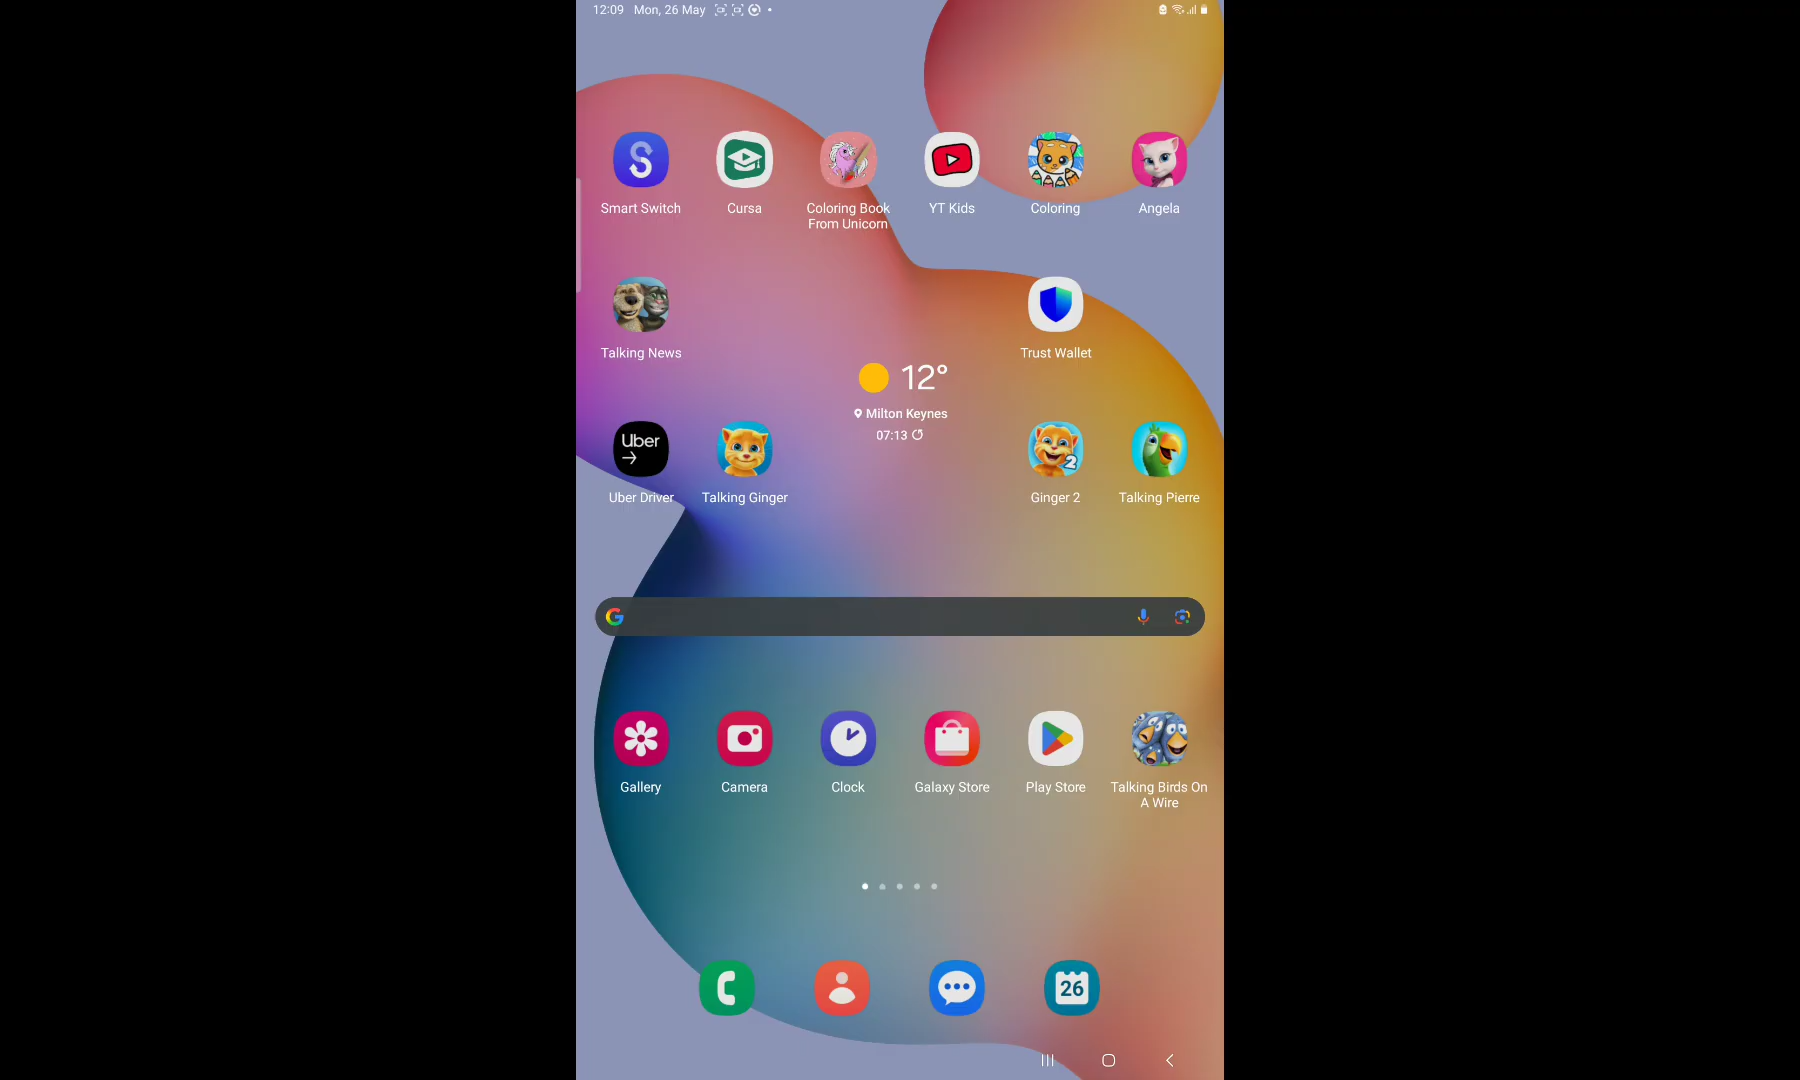 12:09 Mon, 26 May
Smart Switch
Cursa
Coloring Book
From Unicorn
YT Kids
Coloring
Angela
Talking News
Trust Wallet
12°
Milton Keynes
07:13
Uber
Uber Driver
Talking Ginger
2
Ginger 2
Talking Pierre
Gallery
Camera
Clock
Galaxy Store
Play Store
Talking Birds On
A Wire
26